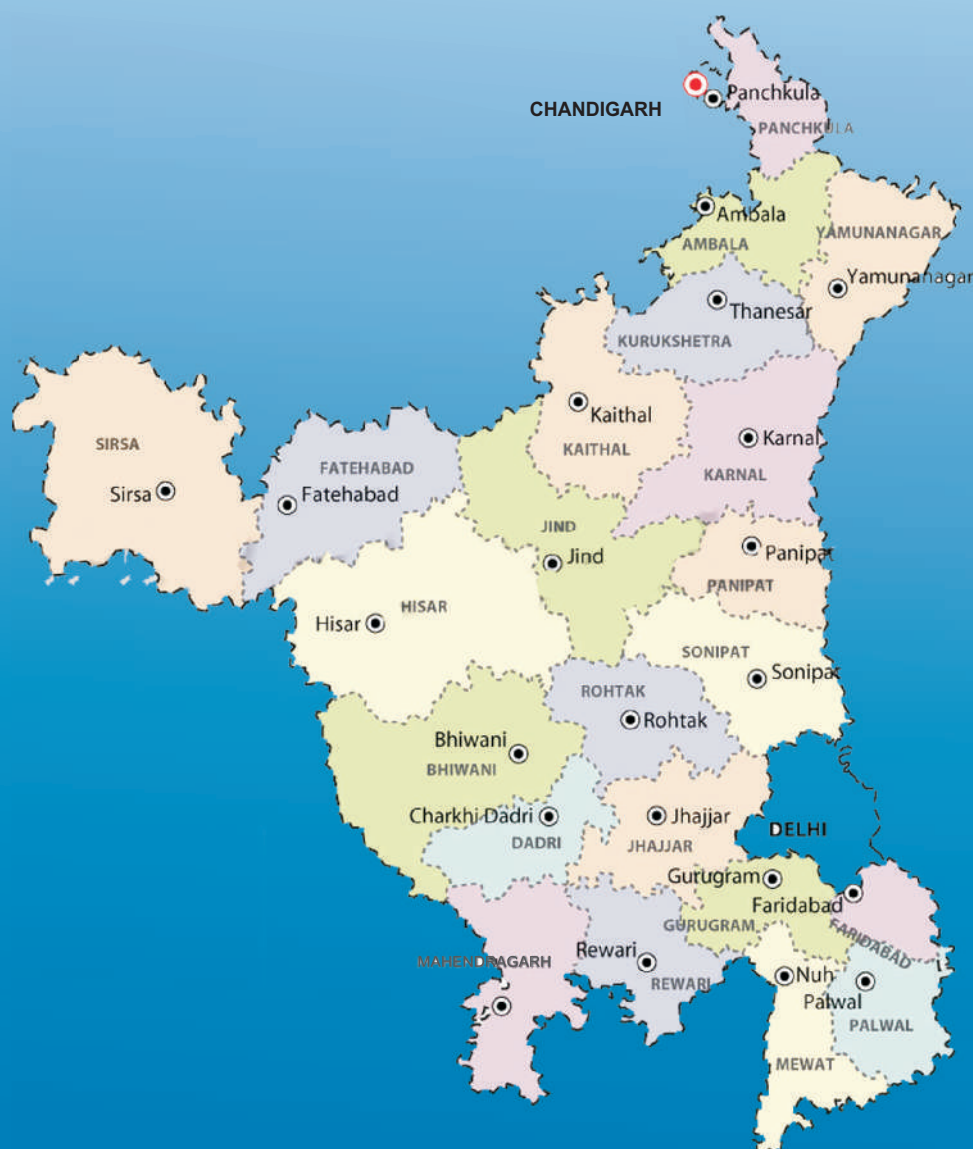 CHANDIGARH
Panchkula
PANCHKULA
Ambala
AMBALA
YAMUNANAGAR
Yamunanagar
Thanesar
KURUKSHETRA
Kaithal
KAITHAL
Karnal
KARNAL
SIRSA
Sirsa
FATEHABAD
Fatehabad
JIND
Jind
Panipat
PANIPAT
HISAR
Hisar
SONIPAT
Sonipat
ROHTAK
Rohtak
Bhiwani
BHIWANI
Charkhi Dadri
DADRI
Jhajjar
JHAJJAR
DELHI
Gurugram
GURUGRAM
Faridabad
FARIDABAD
MAHENDRAGARH
Rewari
REWARI
Nuh
Palwal
PALWAL
MEWAT